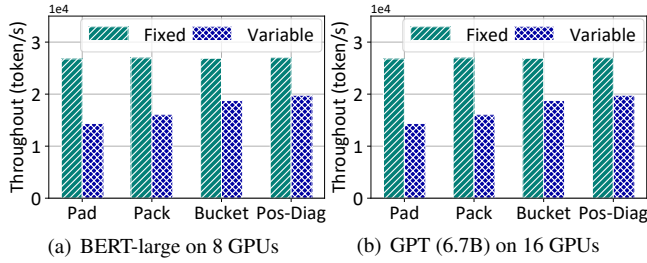 1e4
Fixed Variable
Throughout (token/s)
3
2
1
0
Pad Pack Bucket Pos-Diag
(a) BERT-large on 8 GPUs
1e4
Fixed Variable
Throughout (token/s)
3
2
1
0
Pad Pack Bucket Pos-Diag
(b) GPT (6.7B) on 16 GPUs